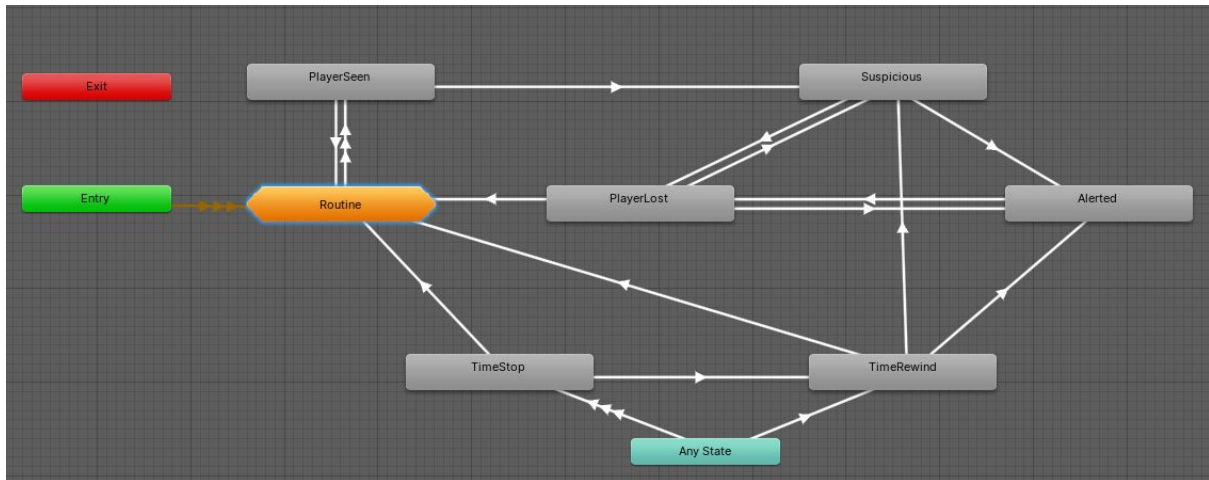 PlayerSeen
Suspicious
Exit
Entry
Routine
PlayerLost
Alerted
TimeStop
TimeRewind
Any State